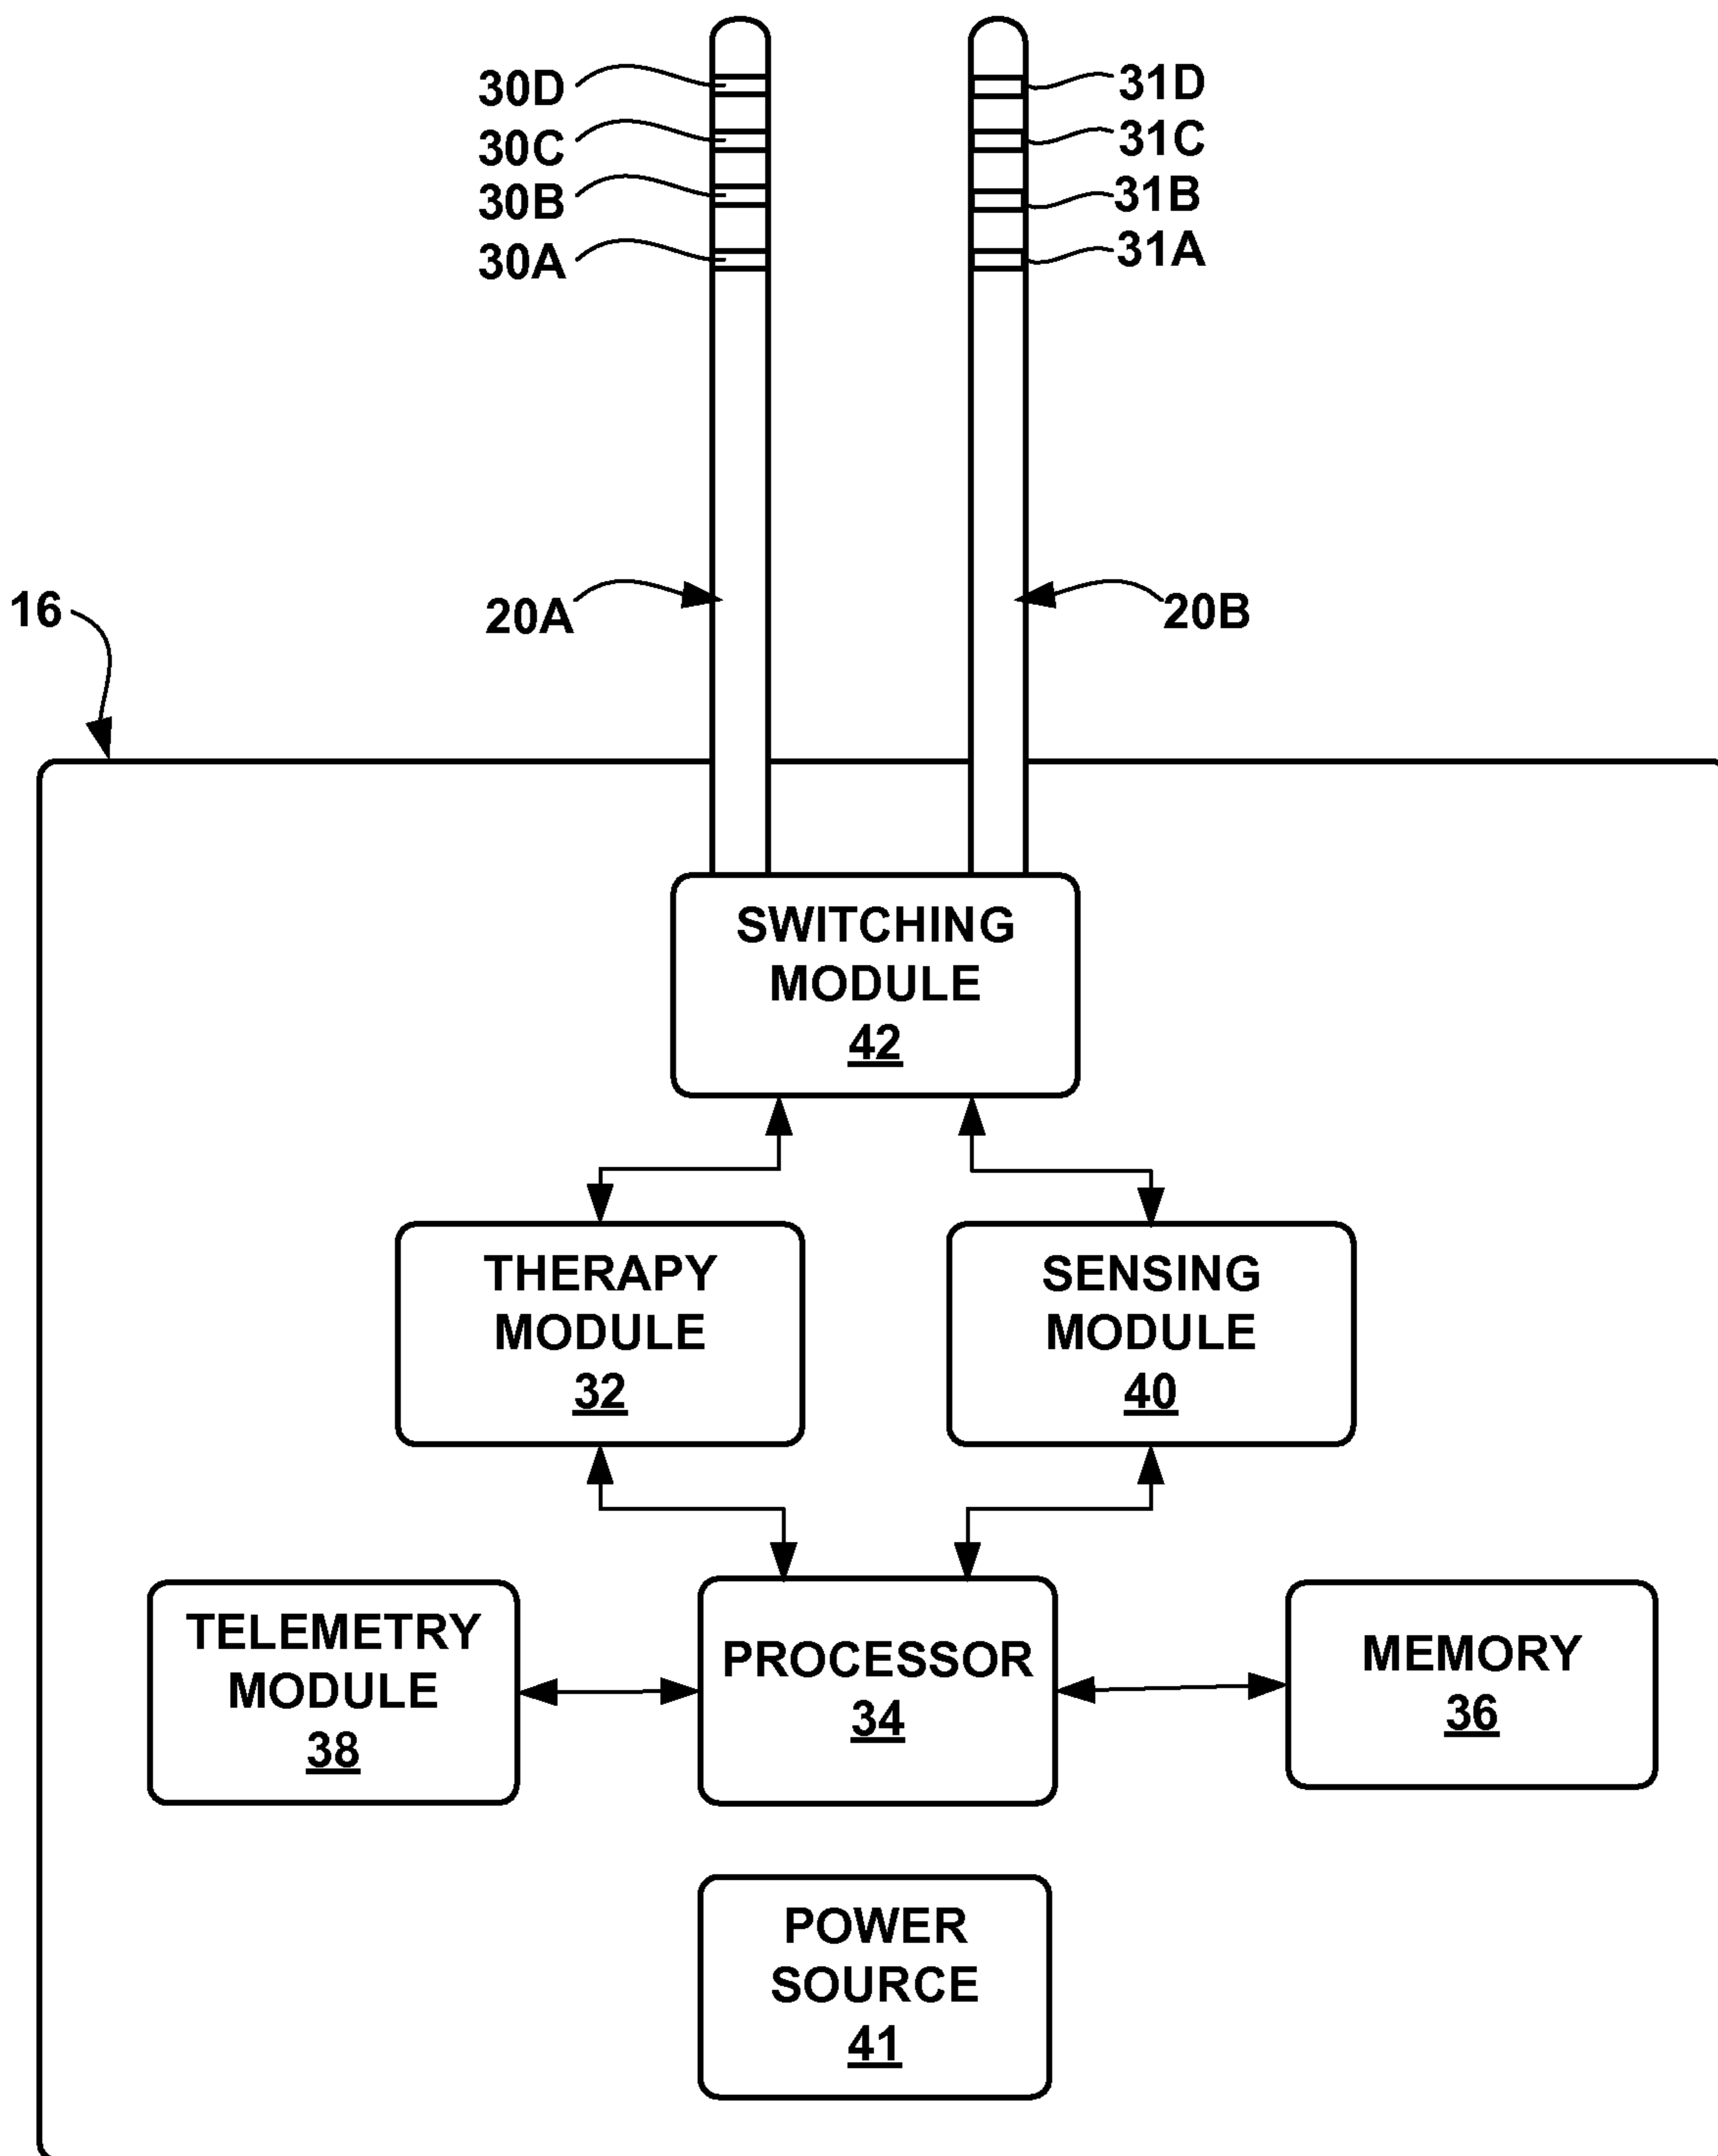 30D
31D
30C
31C
30B
31B
30A
31A
16
20A
20B
SWITCHING
MODULE
42
THERAPY
MODULE
32
SENSING
MODULE
40
TELEMETRY
MODULE
38
PROCESSOR
34
MEMORY
36
POWER
SOURCE
41